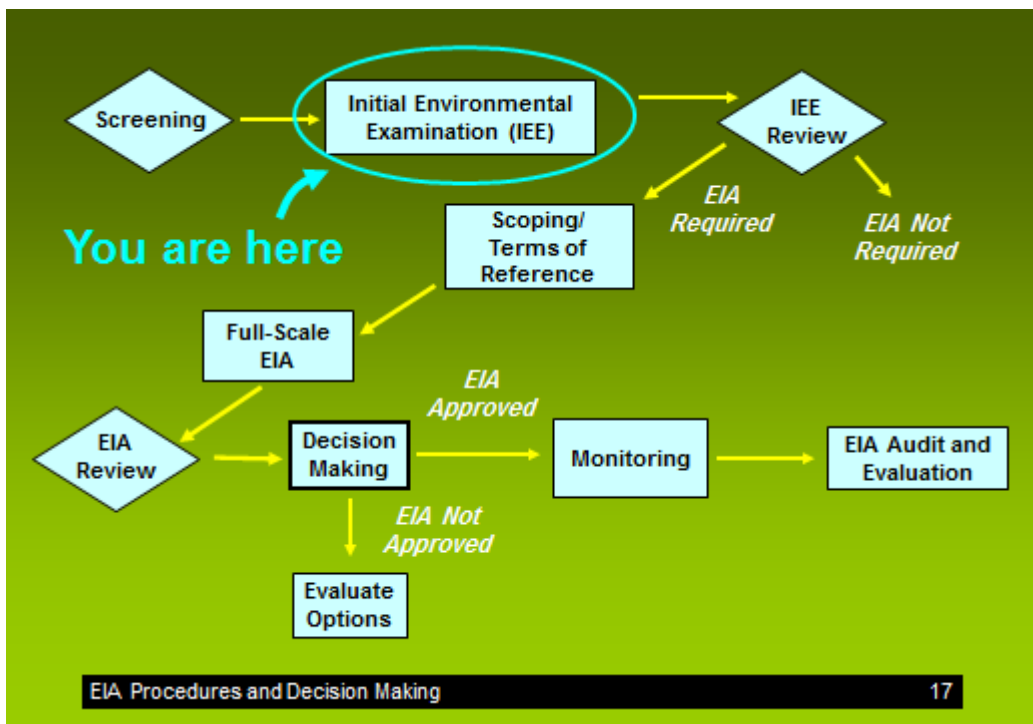 Screening
Initial Environmental
Examination (IEE)
IEE
Review
EIA
Required
EIA Not
Required
You are here
Scoping/
Terms of
Reference
Full-Scale
EIA
EIA
Approved
EIA
Review
Decision
Making
Monitoring
EIA Audit and
Evaluation
EIA Not
Approved
Evaluate
Options
EIA Procedures and Decision Making
17